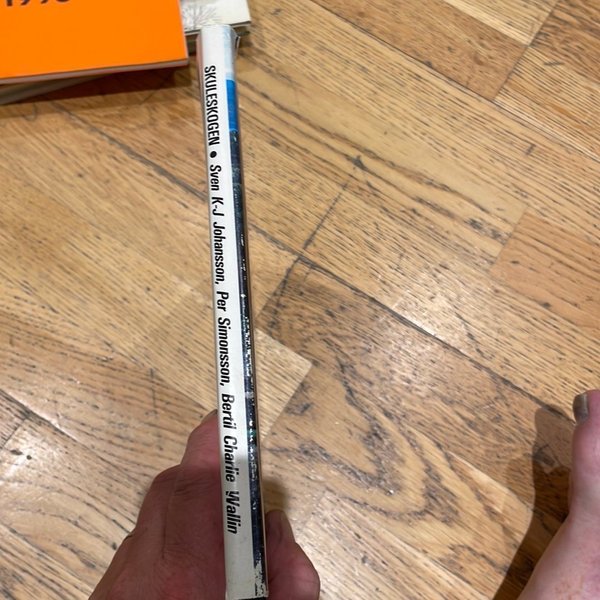 SKULESKOGEN • Sven K-J Johansson, Per Simonsson, Bertil Charlie Wallin